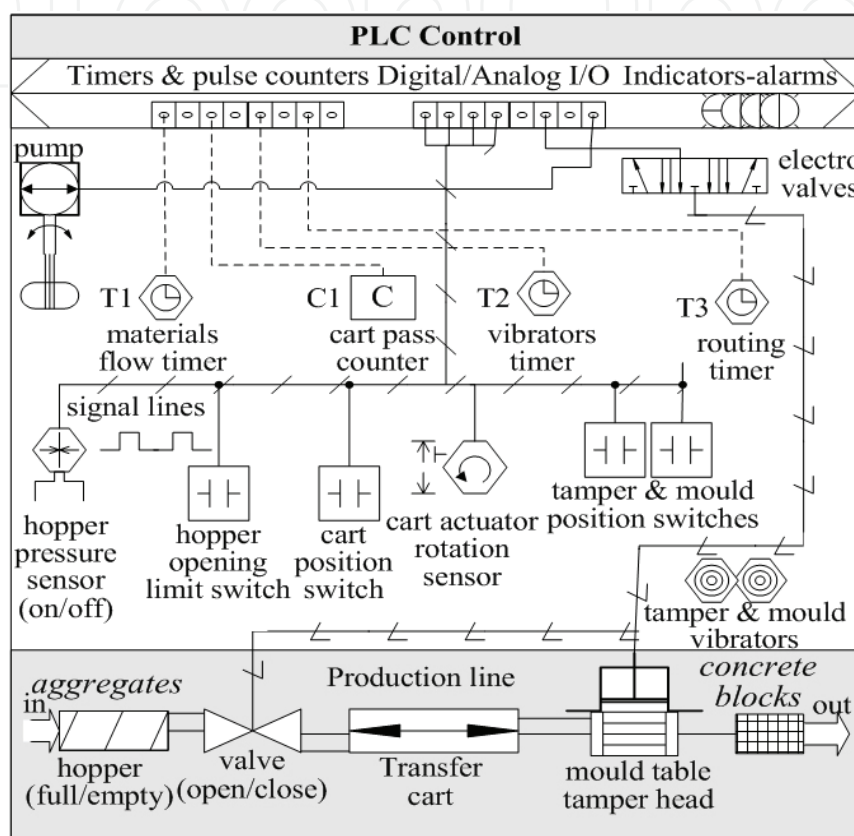 PLC Control
Timers & pulse counters Digital/Analog I/O Indicators-alarms
pump
electro
valves
T1
C1
C
T2
T3
materials
flow timer
cart pass
counter
vibrators
timer
routing
timer
signal lines
hopper
pressure
sensor
(on/off)
hopper
opening
limit switch
cart
position
switch
cart actuator
rotation
sensor
tamper & mould
position switches
tamper & mould
vibrators
Production line
aggregates
in
concrete
blocks
out
hopper
(full/empty)
valve
(open/close)
Transfer
cart
mould table
tamper head